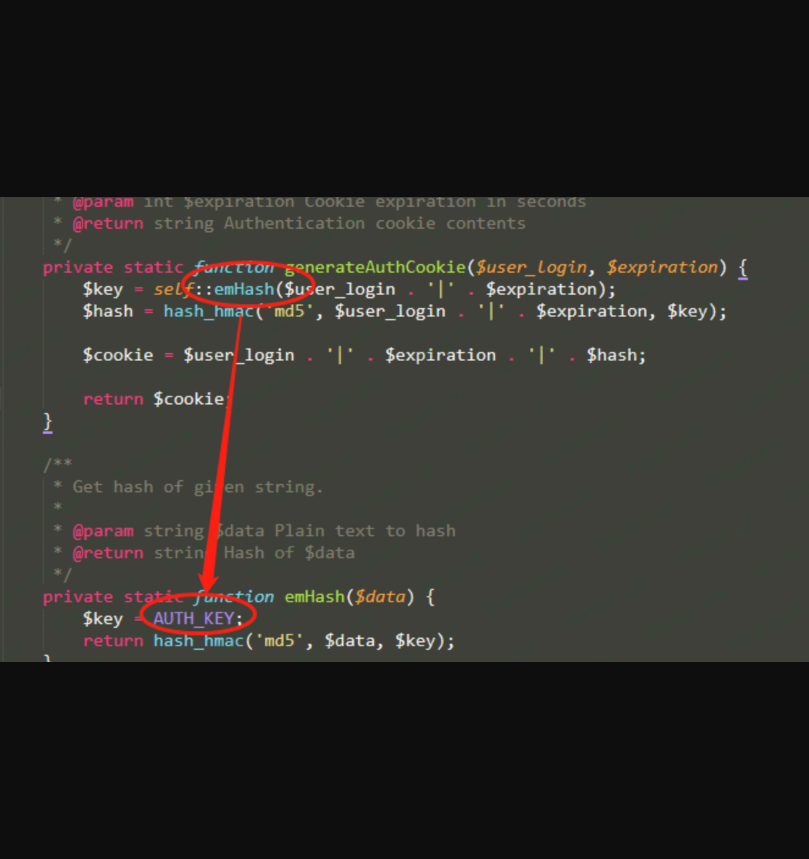 * @param int $expiration Cookie expiration in seconds
* @return string Authentication cookie contents
*/
private static function generateAuthCookie($user_login, $expiration) {
$key = self::emHash($user_login . '|' . $expiration);
$hash = hash_hmac('md5', $user_login . '|' . $expiration, $key);
$cookie = $user_login . '|' . $expiration . '|' . $hash;
return $cookie;
}
/**
* Get hash of given string.
*
* @param string $data Plain text to hash
* @return string Hash of $data
*/
private static function emHash($data) {
$key = AUTH_KEY;
return hash_hmac('md5', $data, $key);
}